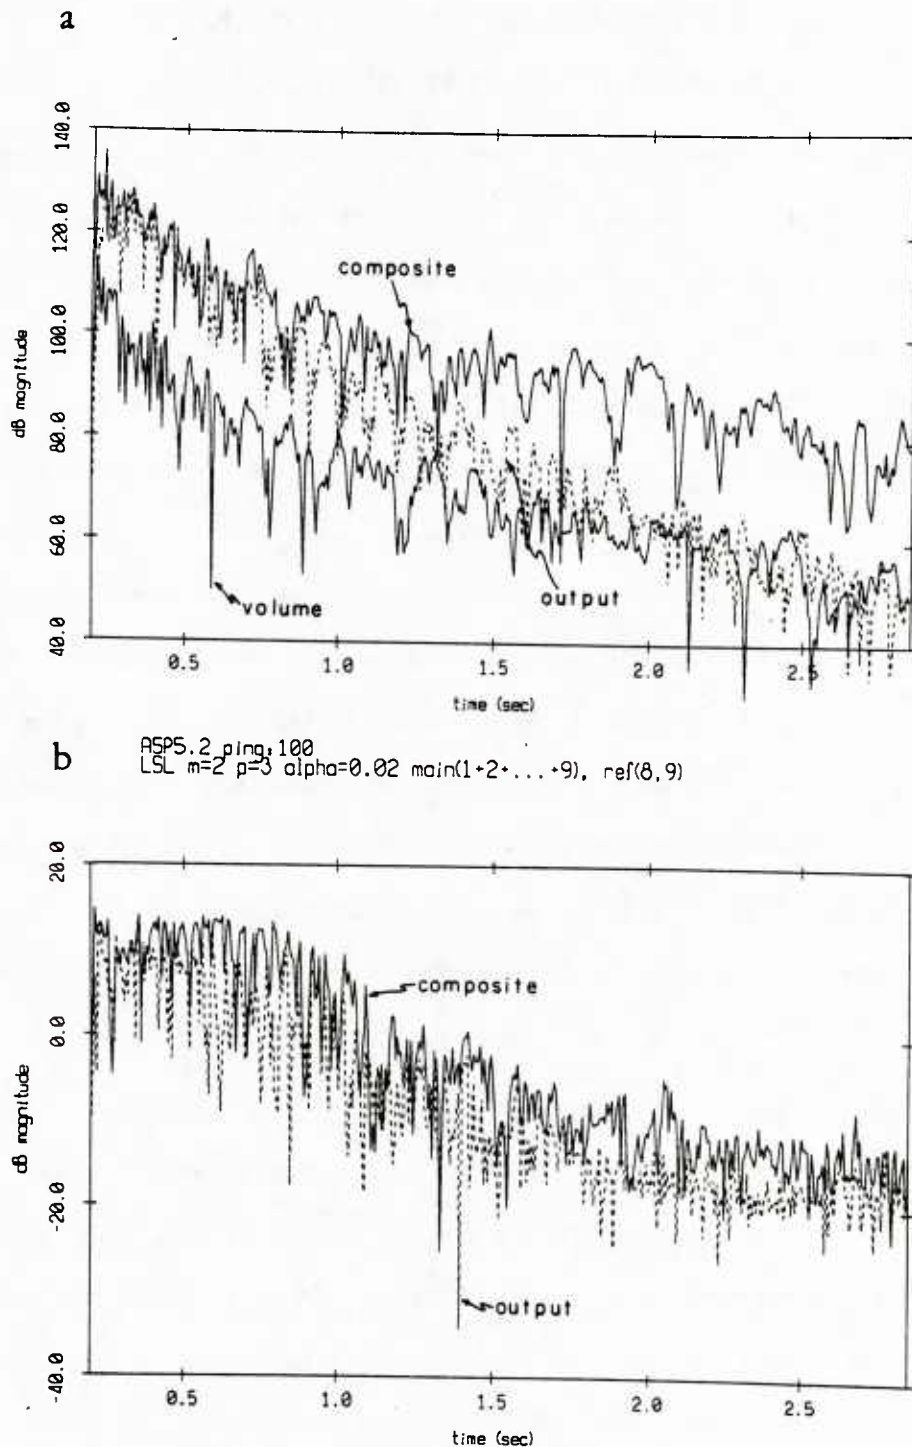 a
140.0
120.0
100.0
80.0
60.0
40.0
dB magnitude
composite
volume
output
0.5
1.0
1.5
2.0
2.5
time (sec)
b
ASP5.2 ping:100
LSL m=2 p=3 alpha=0.02 main(1+2+...+9), ref(8,9)
20.0
0.0
-20.0
-40.0
dB magnitude
composite
output
0.5
1.0
1.5
2.0
2.5
time (sec)